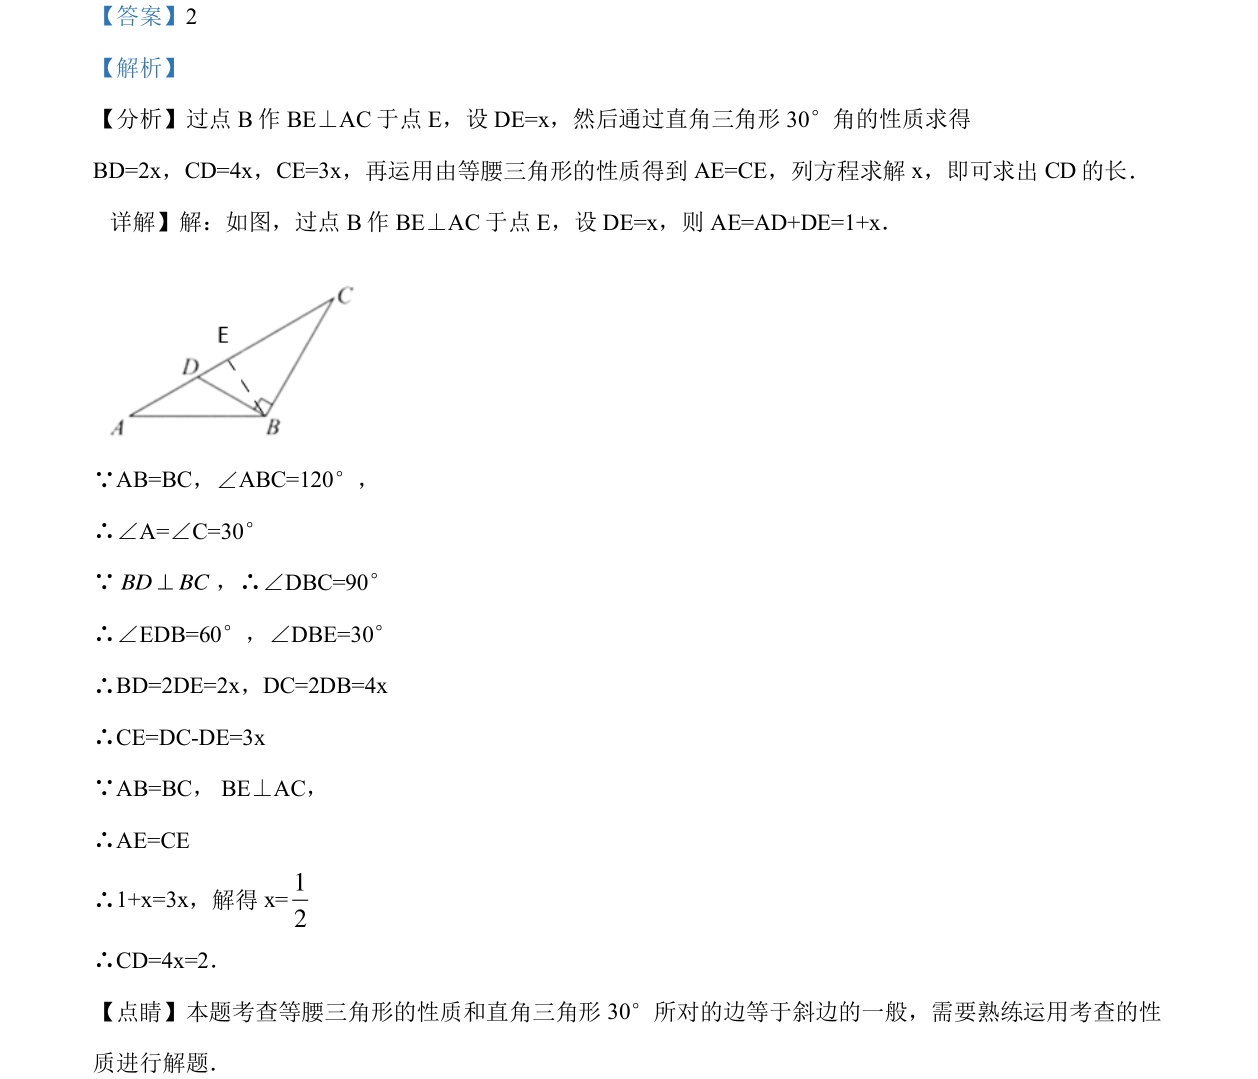 【答案】2
【解析】
【分析】过点 B 作 BE⊥AC 于点 E，设 DE=x，然后通过直角三角形 30°角的性质求得
BD=2x，CD=4x，CE=3x，再运用由等腰三角形的性质得到 AE=CE，列方程求解 x，即可求出 CD 的长．
详解】解：如图，过点 B 作 BE⊥AC 于点 E，设 DE=x，则 AE=AD+DE=1+x．
C
E
D
A
B
∵AB=BC，∠ABC=120°，
∴∠A=∠C=30°
∵BD⊥BC，∴∠DBC=90°
∴∠EDB=60°，∠DBE=30°
∴BD=2DE=2x，DC=2DB=4x
∴CE=DC-DE=3x
∵AB=BC， BE⊥AC，
∴AE=CE
∴1+x=3x，解得 x=1/2
∴CD=4x=2．
【点睛】本题考查等腰三角形的性质和直角三角形 30°所对的边等于斜边的一般，需要熟练运用考查的性
质进行解题．